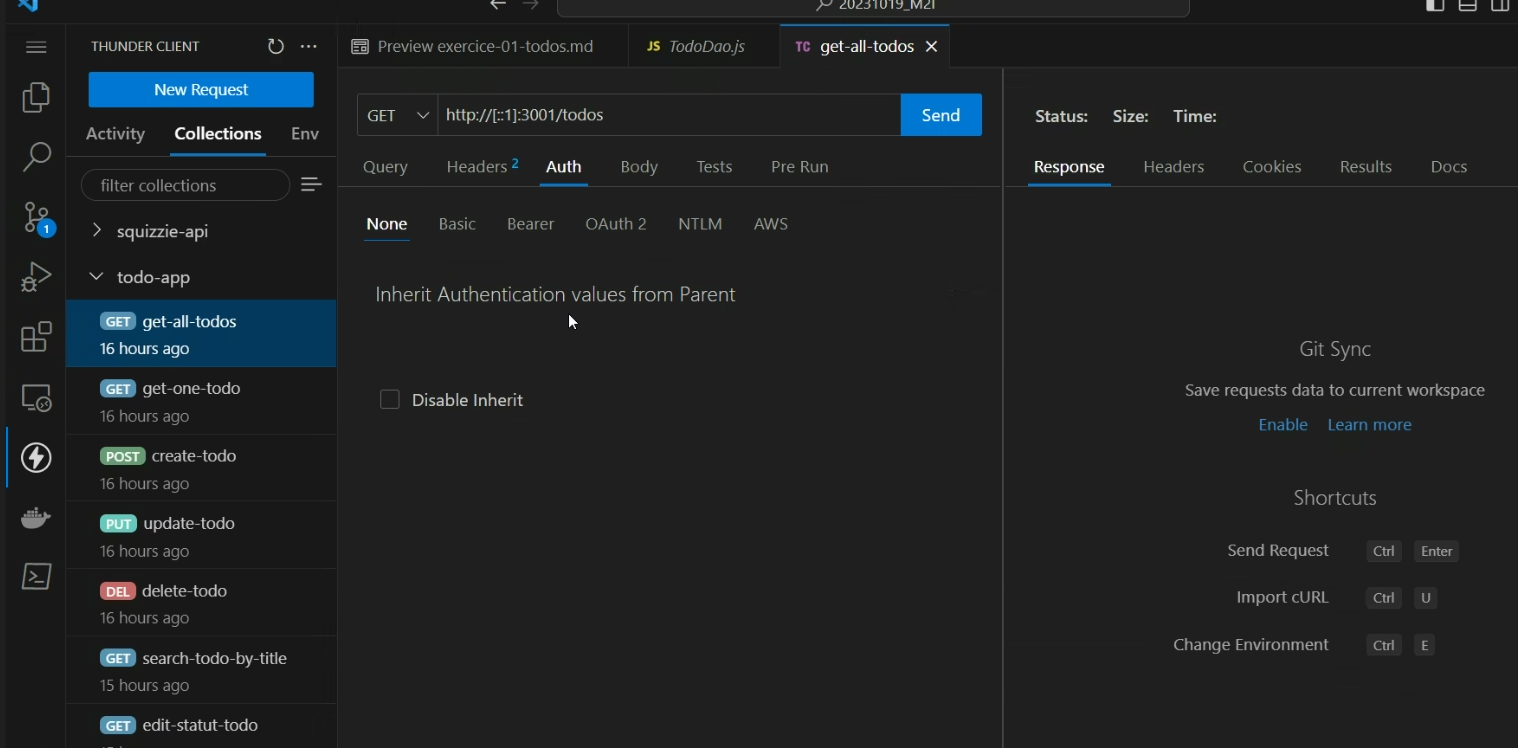 20231019_M2I
THUNDER CLIENT
New Request
Activity Collections Env
filter collections
1
squizzie-api
todo-app
GET get-all-todos
16 hours ago
GET get-one-todo
16 hours ago
POST create-todo
16 hours ago
PUT update-todo
16 hours ago
DEL delete-todo
16 hours ago
GET search-todo-by-title
15 hours ago
GET edit-statut-todo
Preview exercice-01-todos.md
JS TodoDao.js
TC get-all-todos
GET http://[::1]:3001/todos Send
Query Headers 2 Auth Body Tests Pre Run
None Basic Bearer OAuth 2 NTLM AWS
Inherit Authentication values from Parent
Disable Inherit
Status: Size: Time:
Response Headers Cookies Results Docs
Git Sync
Save requests data to current workspace
Enable Learn more
Shortcuts
Send Request Ctrl Enter
Import cURL Ctrl U
Change Environment Ctrl E